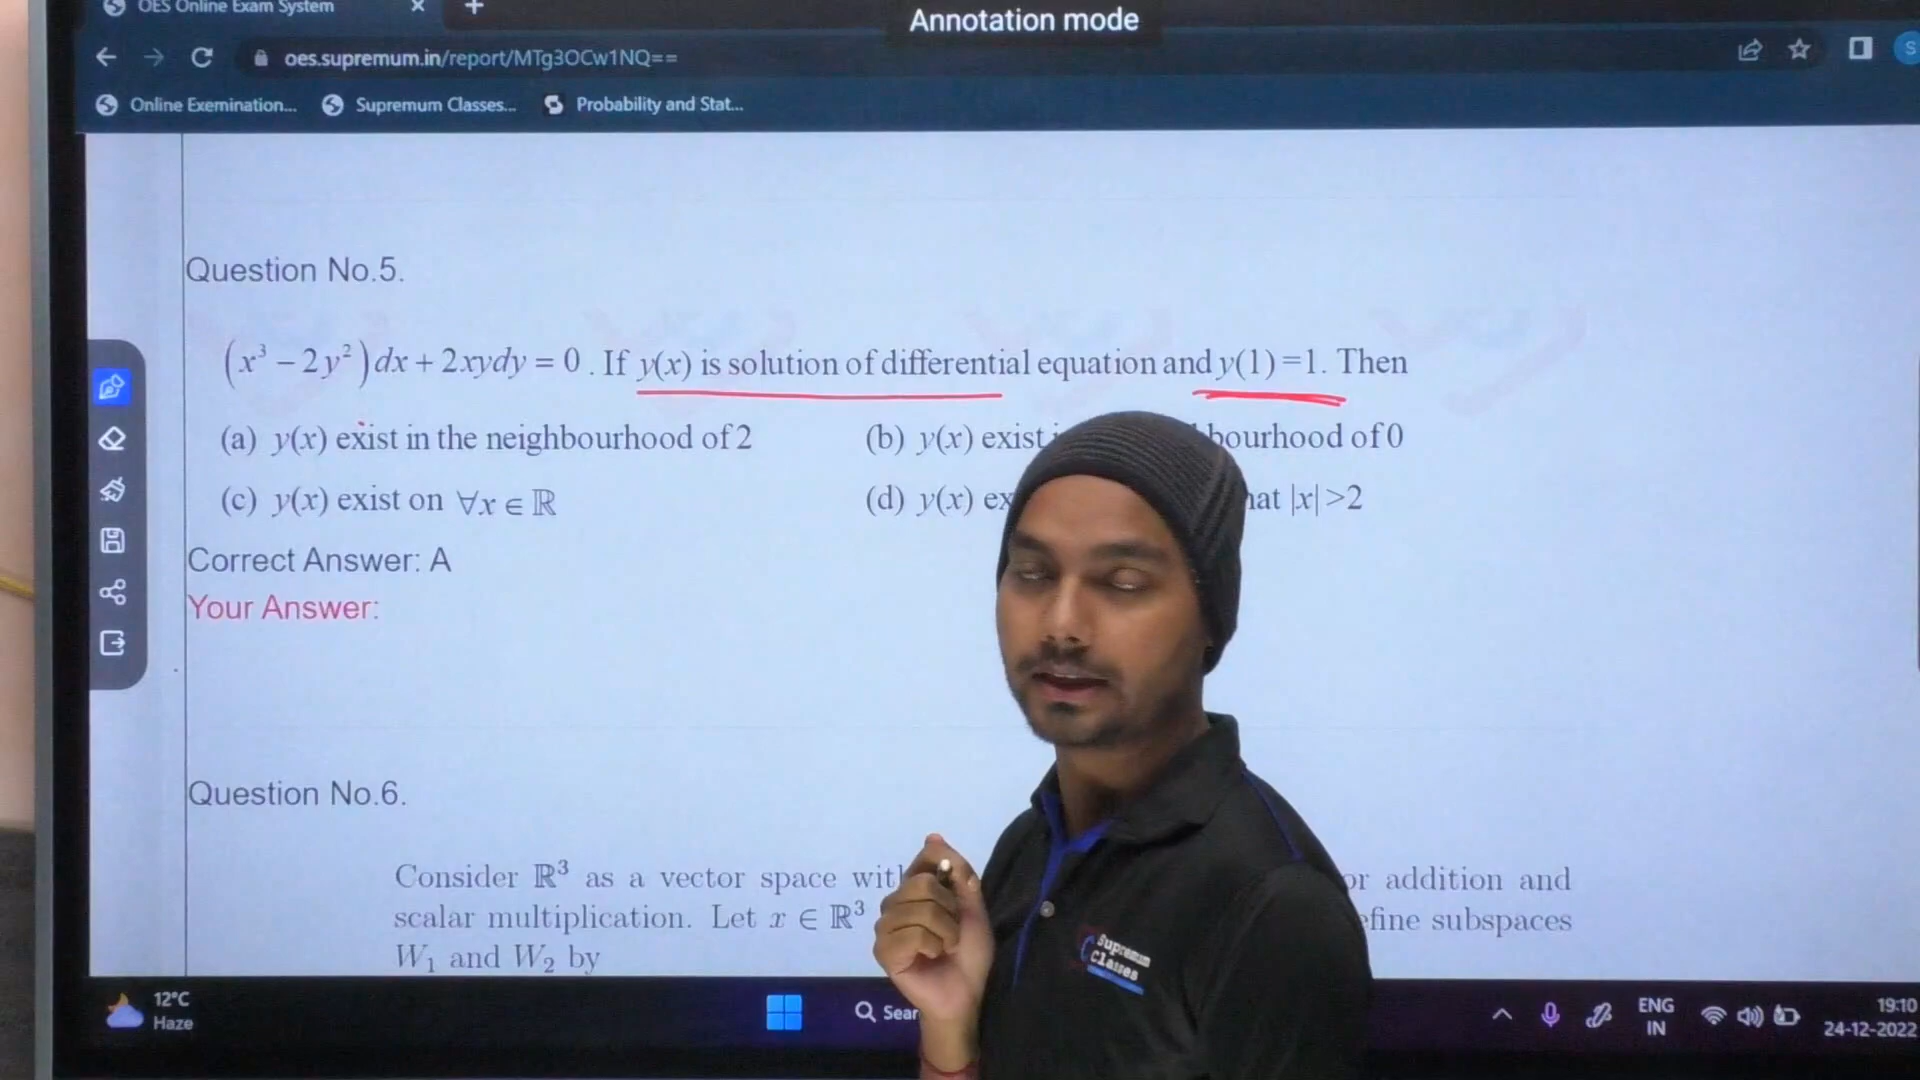 OES Online Exam System
Annotation mode
oes.supremum.in/report/MTg3OCw1NQ==
S
Online Exemination... Supremum Classes... Probability and Stat...
Question No.5.
(x³ − 2y²)dx + 2xydy = 0 . If y(x) is solution of differential equation and y(1) =1. Then
(a) y(x) exist in the neighbourhood of 2 (b) y(x) exist bourhood of 0
(c) y(x) exist on ∀x ∈ ℝ (d) y(x) ex hat |x| >2
Correct Answer: A
Your Answer:
Question No.6.
Consider ℝ³ as a vector space with or addition and
scalar multiplication. Let x ∈ ℝ³ efine subspaces
W₁ and W₂ by
Supremum
Classes
12°C
Haze
Sear
ENG
IN
19:10
24-12-2022